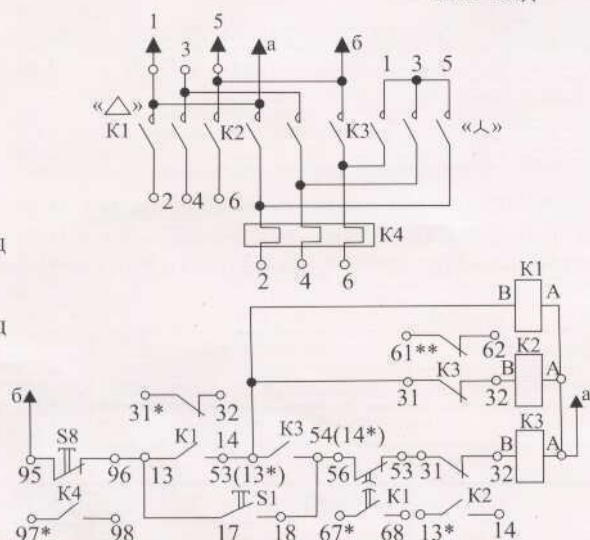 1 5
3 а б
1 3 5
«△»
К1 К2 К3 «⅄»
2 4 6
К4
2 4 6
Д
Д
К1
В А
61** 62
К2
В А
К3
31 32
б
31* 32
а
S8 К1 14 К3 54(14*)
К3
В А
95 96 13 53(13*) 56 53 31 32
К4 S1 К1 К2
97* 98 17 18 67* 68 13* 14